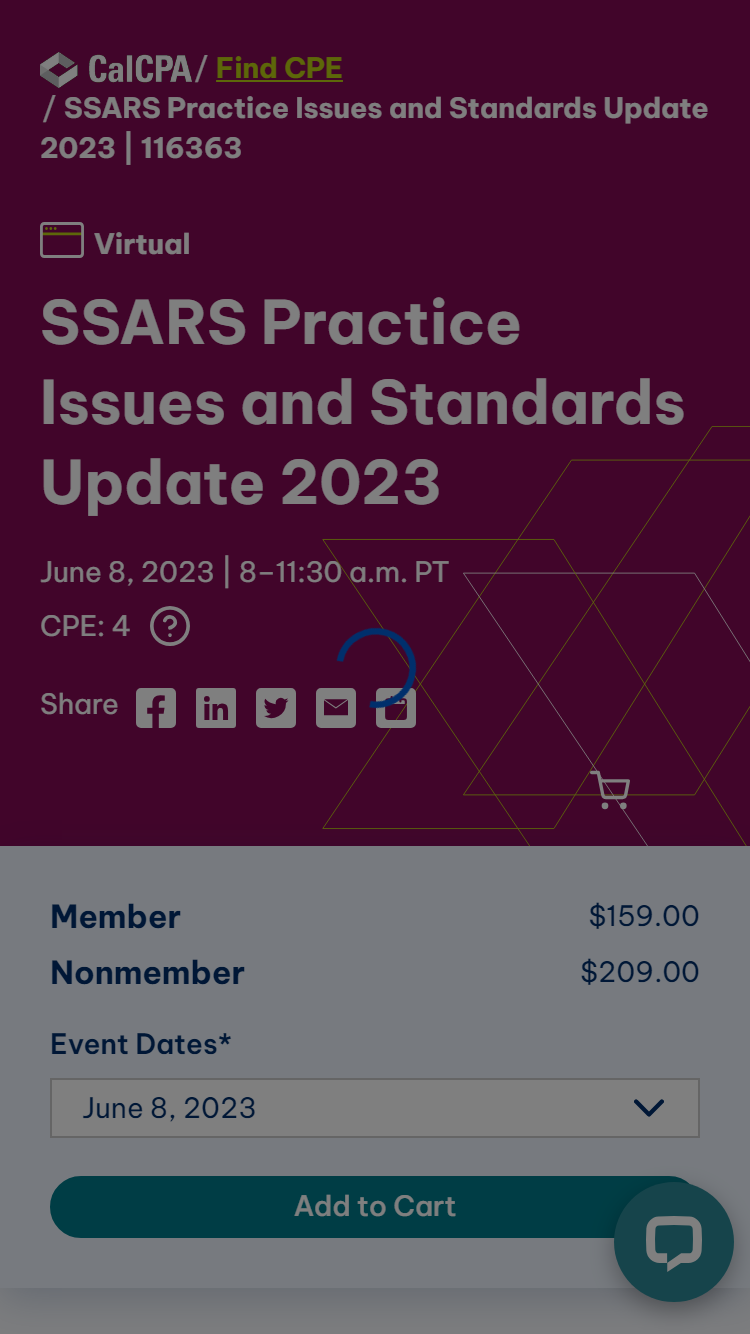 CalCPA / Find CPE
/ SSARS Practice Issues and Standards Update
2023 | 116363
Virtual
SSARS Practice
Issues and Standards
Update 2023
June 8, 2023 | 8–11:30 a.m. PT
CPE: 4 ?
Share
Member $159.00
Nonmember $209.00
Event Dates*
June 8, 2023
Add to Cart